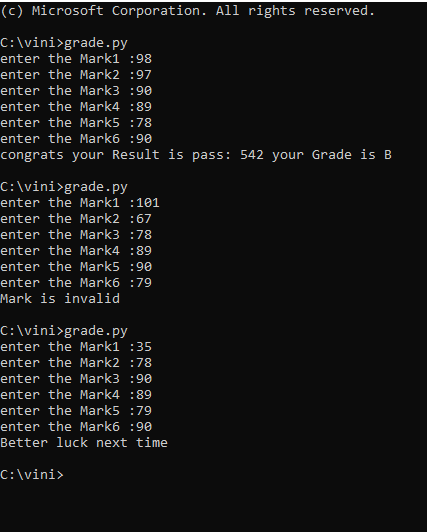 (c) Microsoft Corporation. All rights reserved.
C:\vini>grade.py
enter the Mark1 :98
enter the Mark2 :97
enter the Mark3 :90
enter the Mark4 :89
enter the Mark5 :78
enter the Mark6 :90
congrats your Result is pass: 542 your Grade is B
C:\vini>grade.py
enter the Mark1 :101
enter the Mark2 :67
enter the Mark3 :78
enter the Mark4 :89
enter the Mark5 :90
enter the Mark6 :79
Mark is invalid
C:\vini>grade.py
enter the Mark1 :35
enter the Mark2 :78
enter the Mark3 :90
enter the Mark4 :89
enter the Mark5 :79
enter the Mark6 :90
Better luck next time
C:\vini>